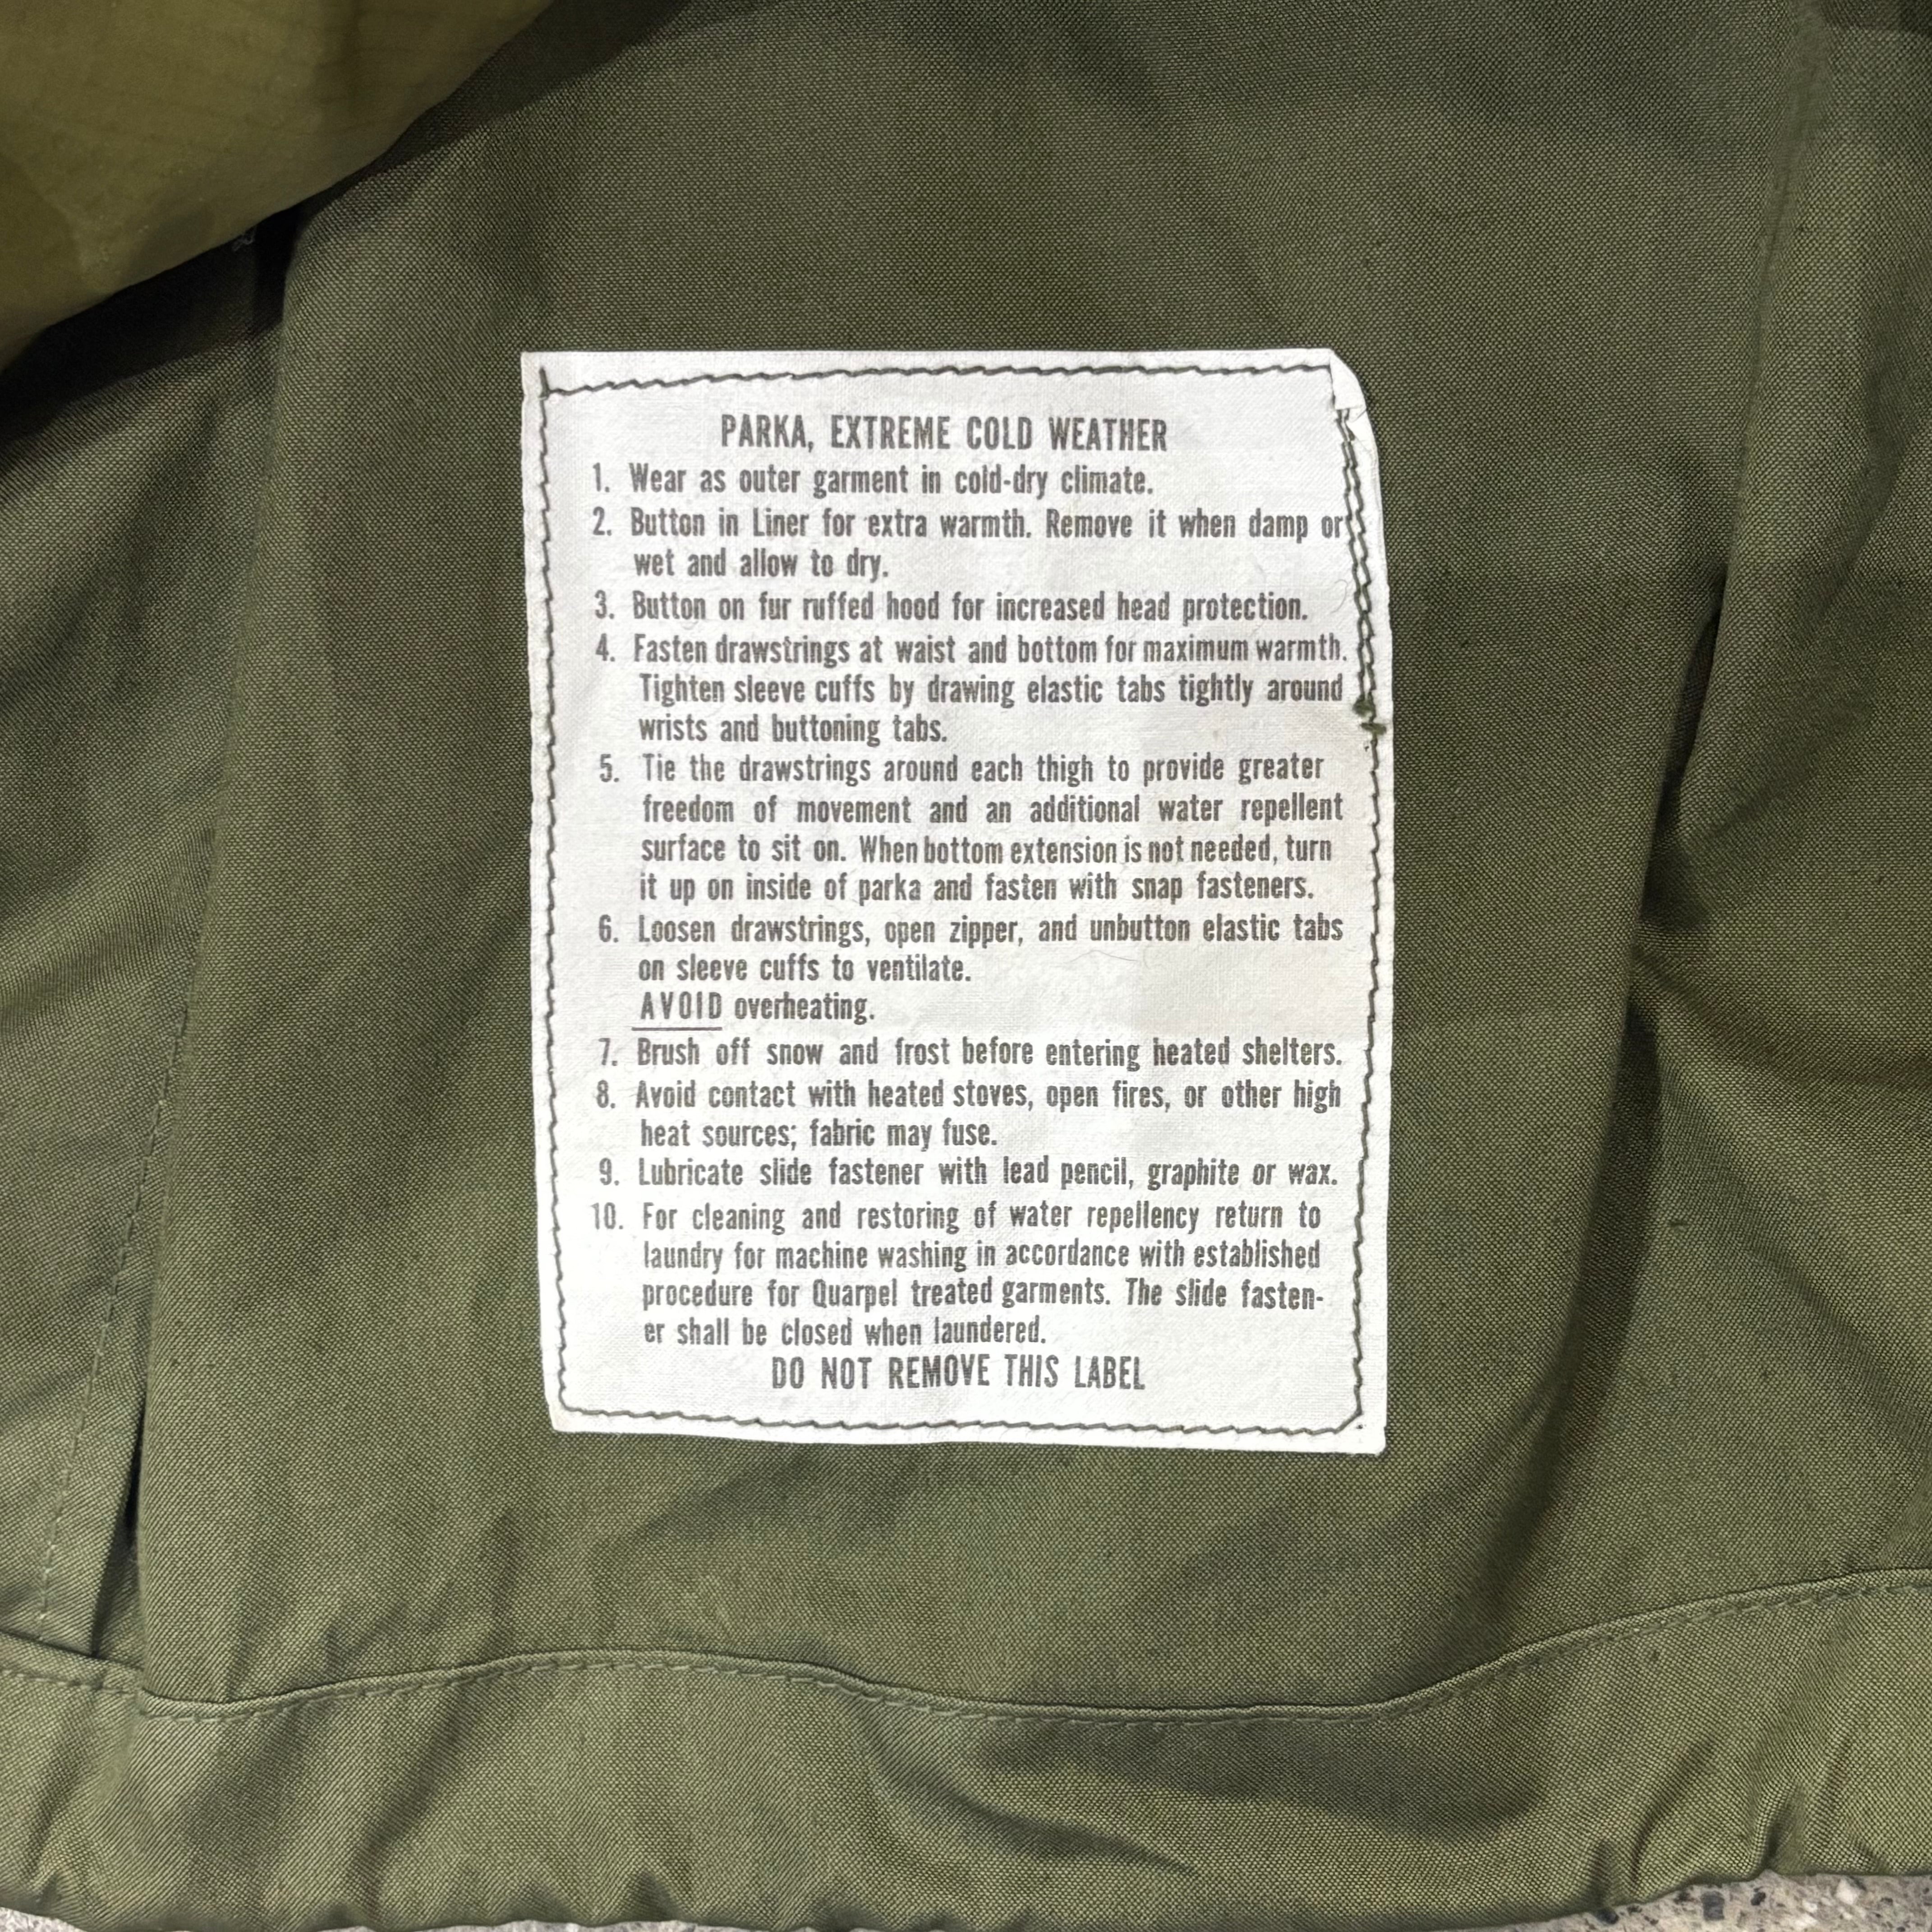 PARKA, EXTREME COLD WEATHER
1. Wear as outer garment in cold-dry climate.
2. Button in Liner for extra warmth. Remove it when damp or
wet and allow to dry.
3. Button on fur ruffed hood for increased head protection.
4. Fasten drawstrings at waist and bottom for maximum warmth.
Tighten sleeve cuffs by drawing elastic tabs tightly around
wrists and buttoning tabs.
5. Tie the drawstrings around each thigh to provide greater
freedom of movement and an additional water repellent
surface to sit on. When bottom extension is not needed, turn
it up on inside of parka and fasten with snap fasteners.
6. Loosen drawstrings, open zipper, and unbutton elastic tabs
on sleeve cuffs to ventilate.
AVOID overheating.
7. Brush off snow and frost before entering heated shelters.
8. Avoid contact with heated stoves, open fires, or other high
heat sources; fabric may fuse.
9. Lubricate slide fastener with lead pencil, graphite or wax.
10. For cleaning and restoring of water repellency return to
laundry for machine washing in accordance with established
procedure for Quarpel treated garments. The slide fasten-
er shall be closed when laundered.
DO NOT REMOVE THIS LABEL